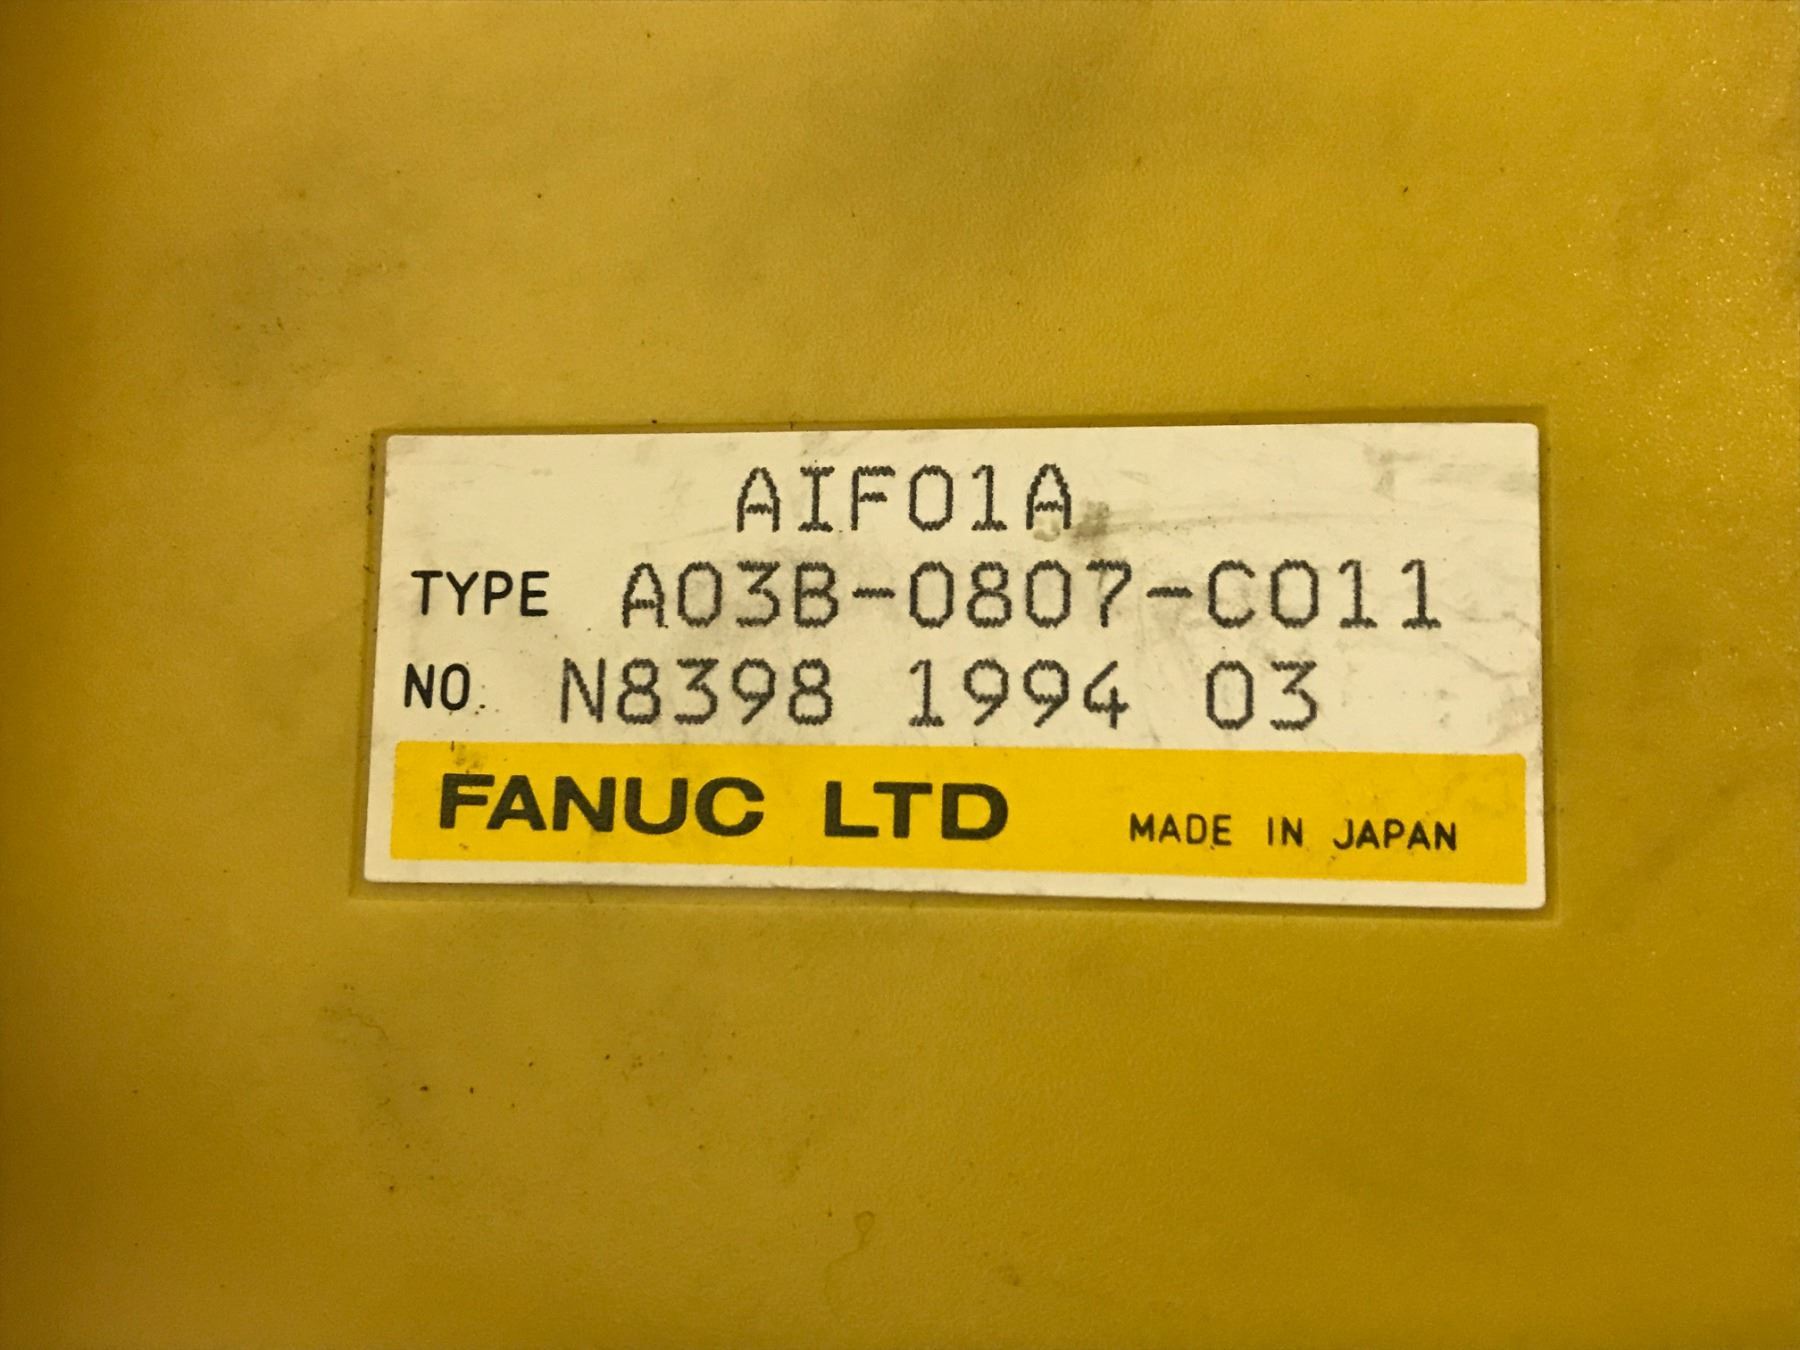 AIF01A
TYPE A03B-0807-C011
NO. N8398 1994 03
FANUC LTD MADE IN JAPAN